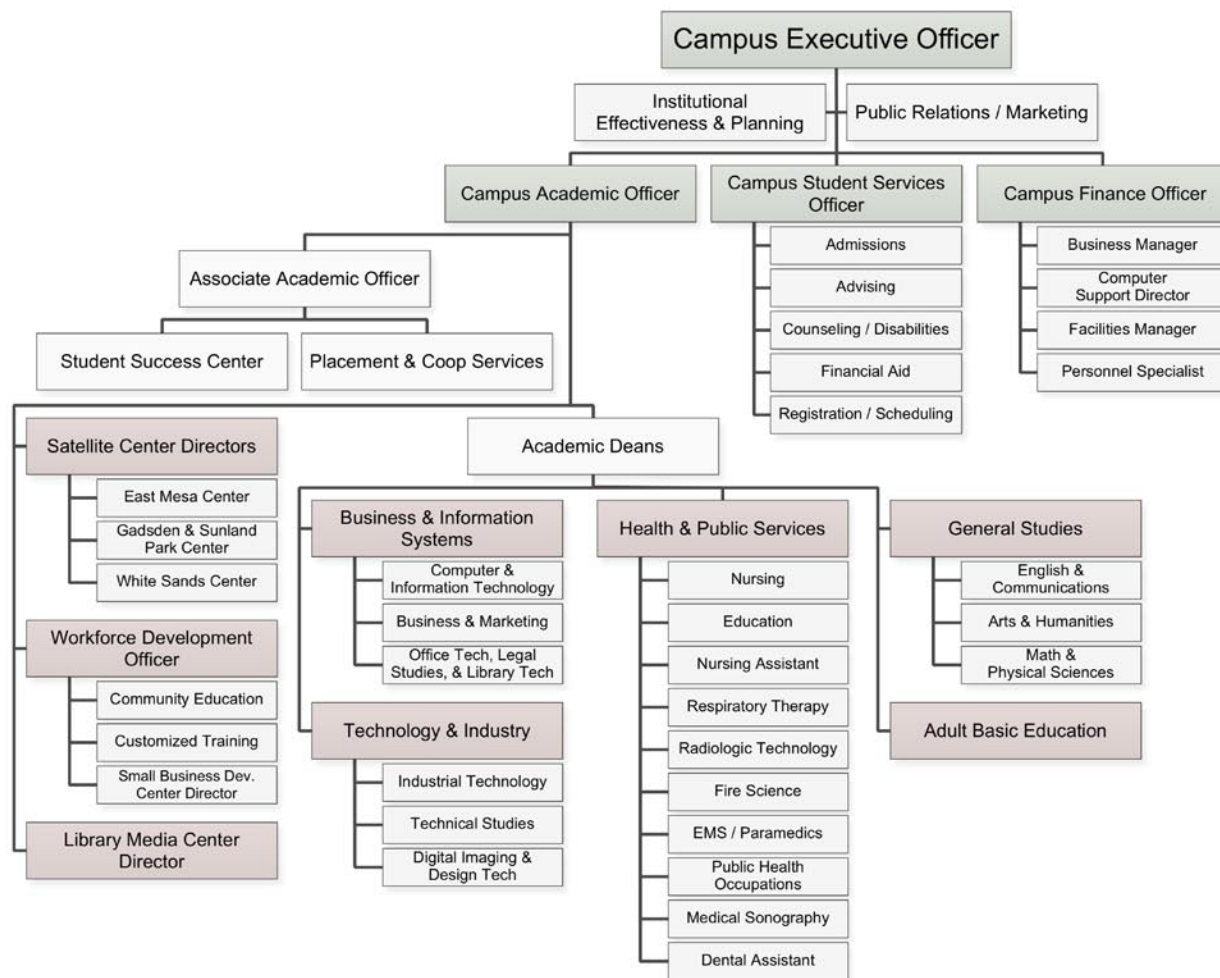 Campus Executive Officer
Institutional
Effectiveness & Planning
Public Relations / Marketing
Campus Academic Officer
Campus Student Services
Officer
Campus Finance Officer
Admissions
Advising
Counseling / Disabilities
Financial Aid
Registration / Scheduling
Business Manager
Computer
Support Director
Facilities Manager
Personnel Specialist
Associate Academic Officer
Student Success Center
Placement & Coop Services
Satellite Center Directors
East Mesa Center
Gadsden & Sunland
Park Center
White Sands Center
Workforce Development
Officer
Community Education
Customized Training
Small Business Dev.
Center Director
Library Media Center
Director
Academic Deans
Business & Information
Systems
Computer &
Information Technology
Business & Marketing
Office Tech, Legal
Studies, & Library Tech
Technology & Industry
Industrial Technology
Technical Studies
Digital Imaging &
Design Tech
Health & Public Services
Nursing
Education
Nursing Assistant
Respiratory Therapy
Radiologic Technology
Fire Science
EMS / Paramedics
Public Health
Occupations
Medical Sonography
Dental Assistant
General Studies
English &
Communications
Arts & Humanities
Math &
Physical Sciences
Adult Basic Education